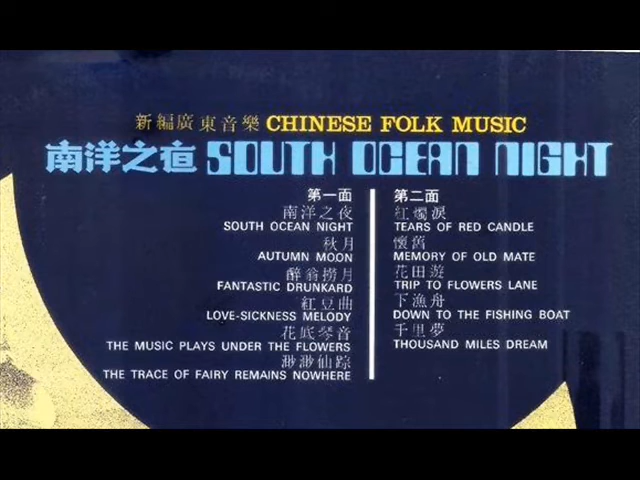 新編廣東音樂 CHINESE FOLK MUSIC
南洋之夜 SOUTH OCEAN NIGHT
第一面
南洋之夜
SOUTH OCEAN NIGHT
秋月
AUTUMN MOON
醉翁撈月
FANTASTIC DRUNKARD
紅豆曲
LOVE-SICKNESS MELODY
花底琴音
THE MUSIC PLAYS UNDER THE FLOWERS
渺渺仙踪
THE TRACE OF FAIRY REMAINS NOWHERE
第二面
紅燭淚
TEARS OF RED CANDLE
懷舊
MEMORY OF OLD MATE
花田遊
TRIP TO FLOWERS LANE
下漁舟
DOWN TO THE FISHING BOAT
千里夢
THOUSAND MILES DREAM